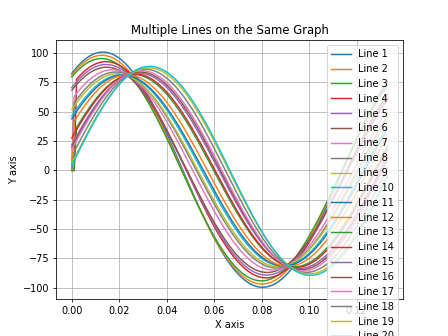 Multiple Lines on the Same Graph
100
75
50
25
0
−25
−50
−75
−100
Y axis
0.00
0.02
0.04
0.06
0.08
0.10
X axis
Line 1
Line 2
Line 3
Line 4
Line 5
Line 6
Line 7
Line 8
Line 9
Line 10
Line 11
Line 12
Line 13
Line 14
Line 15
Line 16
Line 17
Line 18
Line 19
Line 20